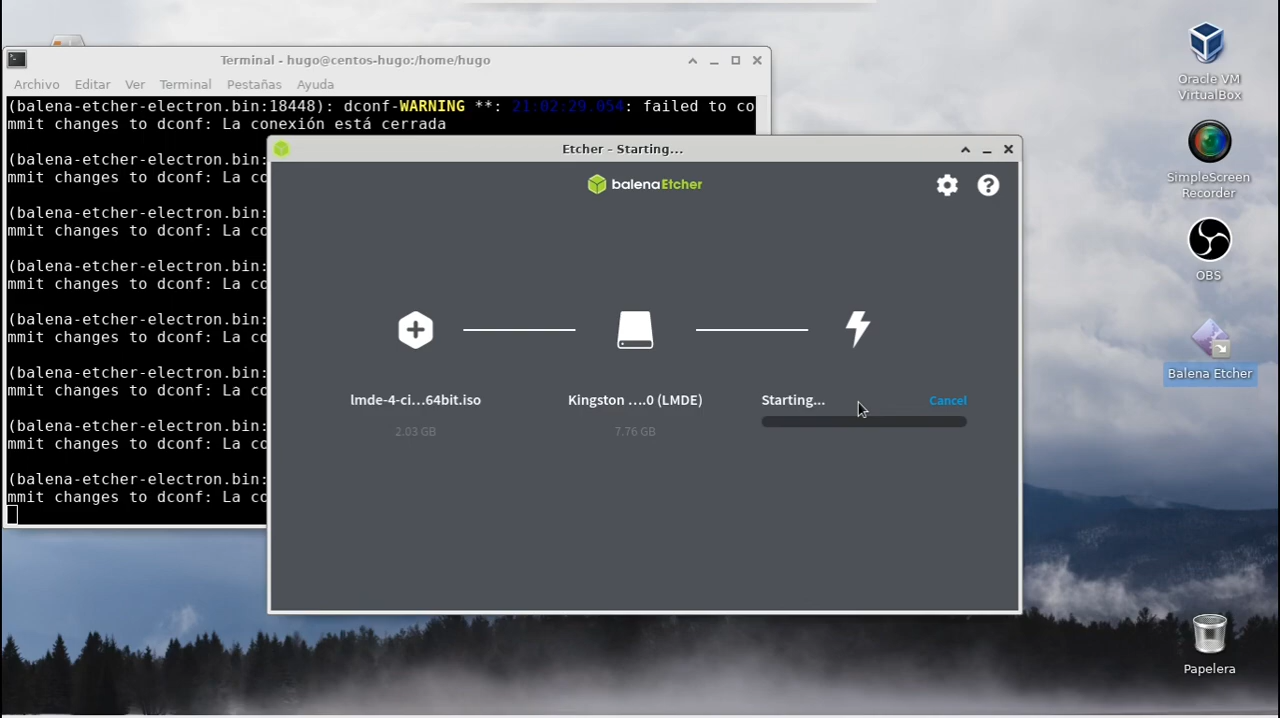 Terminal - hugo@centos-hugo:/home/hugo
Archivo Editar Ver Terminal Pestañas Ayuda
(balena-etcher-electron.bin:18448): dconf-WARNING **: 21:02:29.054: failed to co
mmit changes to dconf: La conexión está cerrada
(balena-etcher-electron.bin:
mmit changes to dconf: La co
(balena-etcher-electron.bin:
mmit changes to dconf: La co
(balena-etcher-electron.bin:
mmit changes to dconf: La co
(balena-etcher-electron.bin:
mmit changes to dconf: La co
(balena-etcher-electron.bin:
mmit changes to dconf: La co
(balena-etcher-electron.bin:
mmit changes to dconf: La co
(balena-etcher-electron.bin:
mmit changes to dconf: La co
Etcher - Starting...
balenaEtcher
lmde-4-ci...64bit.iso
2.03 GB
Kingston ....0 (LMDE)
7.76 GB
Starting...
Cancel
Oracle VM
VirtualBox
SimpleScreen
Recorder
OBS
Balena Etcher
Papelera